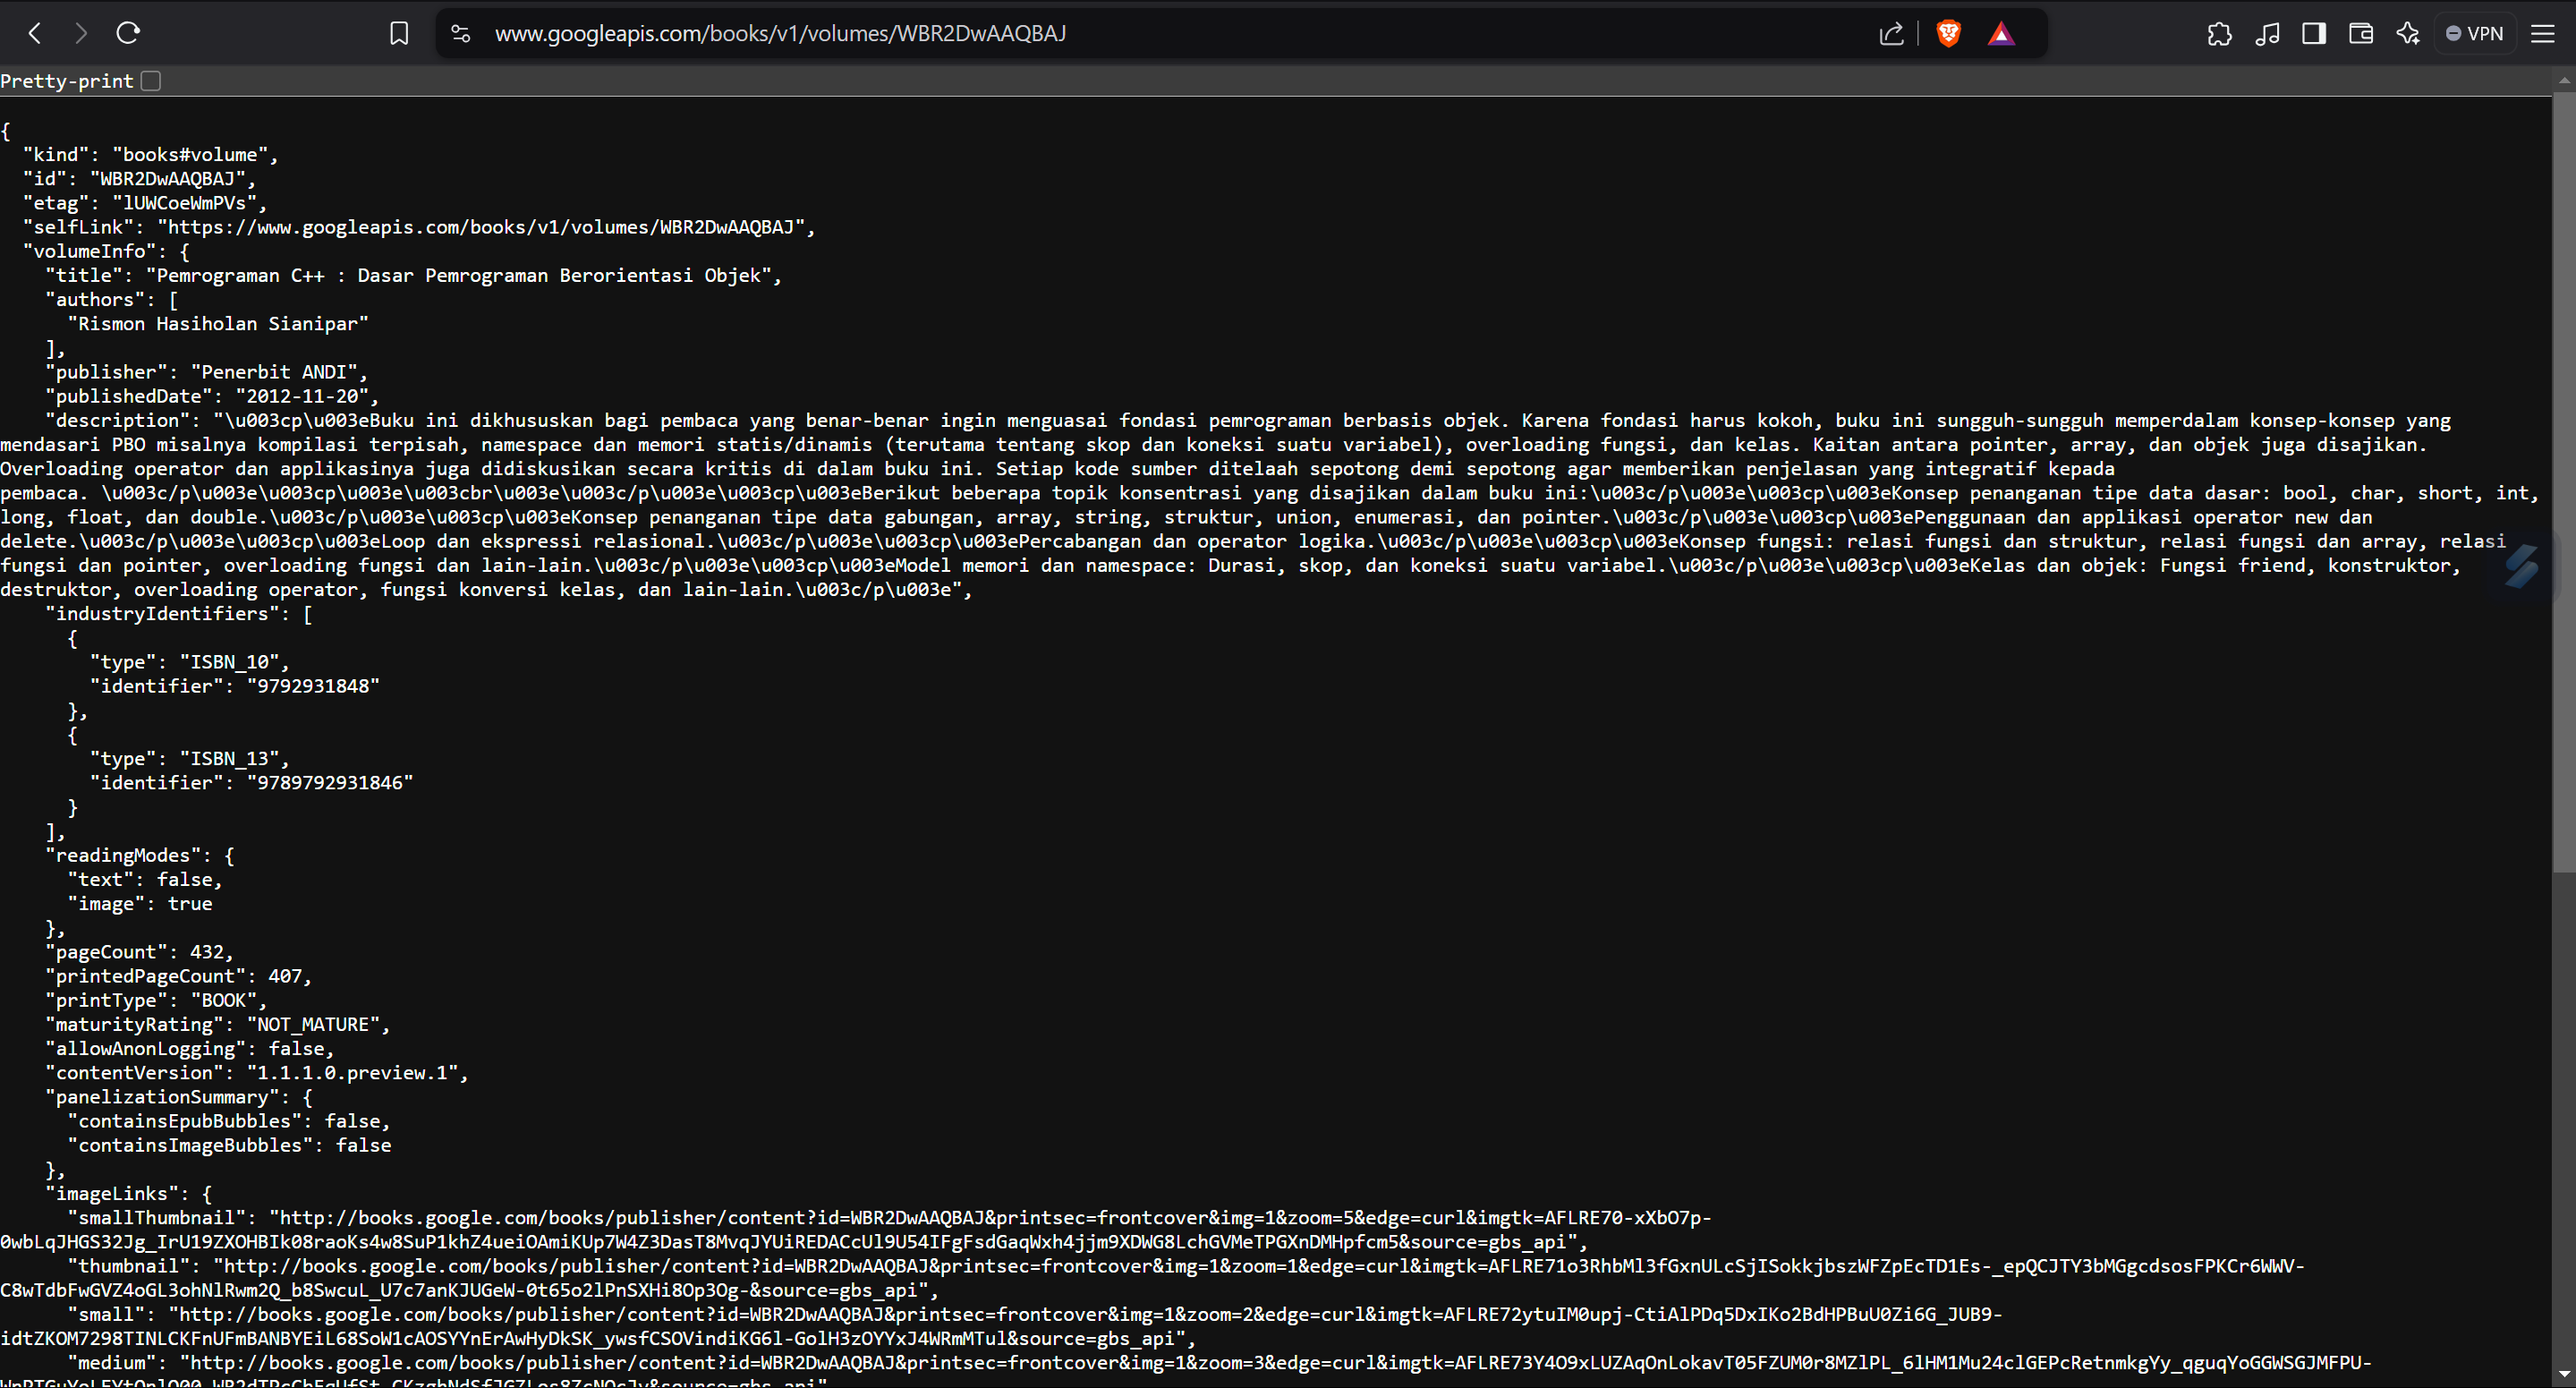 www.googleapis.com/books/v1/volumes/WBR2DwAAQBAJ
VPN
Pretty-print
{
"kind": "books#volume",
"id": "WBR2DwAAQBAJ",
"etag": "lUWCoeWmPVs",
"selfLink": "https://www.googleapis.com/books/v1/volumes/WBR2DwAAQBAJ",
"volumeInfo": {
"title": "Pemrograman C++ : Dasar Pemrograman Berorientasi Objek",
"authors": [
"Rismon Hasiholan Sianipar"
],
"publisher": "Penerbit ANDI",
"publishedDate": "2012-11-20",
"description": "\u003cp\u003eBuku ini dikhususkan bagi pembaca yang benar-benar ingin menguasai fondasi pemrograman berbasis objek. Karena fondasi harus kokoh, buku ini sungguh-sungguh memperdalam konsep-konsep yang
mendasari PBO misalnya kompilasi terpisah, namespace dan memori statis/dinamis (terutama tentang skop dan koneksi suatu variabel), overloading fungsi, dan kelas. Kaitan antara pointer, array, dan objek juga disajikan.
Overloading operator dan applikasinya juga didiskusikan secara kritis di dalam buku ini. Setiap kode sumber ditelaah sepotong demi sepotong agar memberikan penjelasan yang integratif kepada
pembaca. \u003c/p\u003e\u003cp\u003e\u003cbr\u003e\u003c/p\u003e\u003cp\u003eBerikut beberapa topik konsentrasi yang disajikan dalam buku ini:\u003c/p\u003e\u003cp\u003eKonsep penanganan tipe data dasar: bool, char, short, int,
long, float, dan double.\u003c/p\u003e\u003cp\u003eKonsep penanganan tipe data gabungan, array, string, struktur, union, enumerasi, dan pointer.\u003c/p\u003e\u003cp\u003ePenggunaan dan applikasi operator new dan
delete.\u003c/p\u003e\u003cp\u003eLoop dan ekspressi relasional.\u003c/p\u003e\u003cp\u003ePercabangan dan operator logika.\u003c/p\u003e\u003cp\u003eKonsep fungsi: relasi fungsi dan struktur, relasi fungsi dan array, relasi
fungsi dan pointer, overloading fungsi dan lain-lain.\u003c/p\u003e\u003cp\u003eModel memori dan namespace: Durasi, skop, dan koneksi suatu variabel.\u003c/p\u003e\u003cp\u003eKelas dan objek: Fungsi friend, konstruktor,
destruktor, overloading operator, fungsi konversi kelas, dan lain-lain.\u003c/p\u003e",
"industryIdentifiers": [
{
"type": "ISBN_10",
"identifier": "9792931848"
},
{
"type": "ISBN_13",
"identifier": "9789792931846"
}
],
"readingModes": {
"text": false,
"image": true
},
"pageCount": 432,
"printedPageCount": 407,
"printType": "BOOK",
"maturityRating": "NOT_MATURE",
"allowAnonLogging": false,
"contentVersion": "1.1.1.0.preview.1",
"panelizationSummary": {
"containsEpubBubbles": false,
"containsImageBubbles": false
},
"imageLinks": {
"smallThumbnail": "http://books.google.com/books/publisher/content?id=WBR2DwAAQBAJ&printsec=frontcover&img=1&zoom=5&edge=curl&imgtk=AFLRE70-xXbO7p-
0wbLqJHGS32Jg_IrU19ZXOHBIk08raoKs4w8SuP1khZ4ueiOAmiKUp7W4Z3DasT8MvqJYUiREDACcUl9U54IFgFsdGaqWxh4jjm9XDWG8LchGVMeTPGXnDMHpfcm5&source=gbs_api",
"thumbnail": "http://books.google.com/books/publisher/content?id=WBR2DwAAQBAJ&printsec=frontcover&img=1&zoom=1&edge=curl&imgtk=AFLRE71o3RhbMl3fGxnULcSjISokkjbszWFZpEcTD1Es-_epQCJTY3bMGgcdsosFPKCr6WWV-
C8wTdbFwGVZ4oGL3ohNlRwm2Q_b8SwcuL_U7c7anKJUGeW-0t65o2lPnSXHi8Op3Og-&source=gbs_api",
"small": "http://books.google.com/books/publisher/content?id=WBR2DwAAQBAJ&printsec=frontcover&img=1&zoom=2&edge=curl&imgtk=AFLRE72ytuIM0upj-CtiAlPDq5DxIKo2BdHPBuU0Zi6G_JUB9-
idtZKOM7298TINLCKFnUFmBANBYEiL68SoW1cAOSYYnErAwHyDkSK_ywsfCSOVindiKG6l-GolH3zOYYxJ4WRmMTul&source=gbs_api",
"medium": "http://books.google.com/books/publisher/content?id=WBR2DwAAQBAJ&printsec=frontcover&img=1&zoom=3&edge=curl&imgtk=AFLRE73Y4O9xLUZAqOnLokavT05FZUM0r8MZlPL_6lHM1Mu24clGEPcRetnmkgYy_qguqYoGGWSGJMFPU-